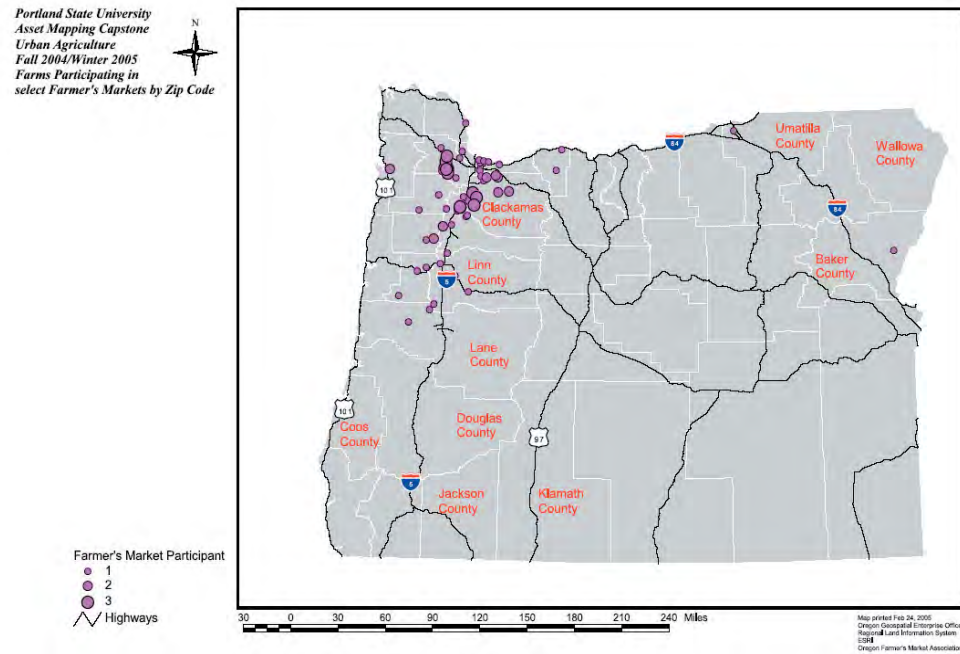 Portland State University
Asset Mapping Capstone
Urban Agriculture
Fall 2004/Winter 2005
Farms Participating in
select Farmer's Markets by Zip Code
N
Umatilla
County
Wallowa
County
84
101
Clackamas
County
84
Linn
County
Baker
County
5
Lane
County
101
Coos
County
Douglas
County
97
5
Jackson
County
Klamath
County
Farmer's Market Participant
1
2
3
Highways
30 0 30 60 90 120 150 180 210 240 Miles
Map printed Feb 24, 2005
Oregon Geospatial Enterprise Office
Regional Land Information System
ESRI
Oregon Farmer's Market Association